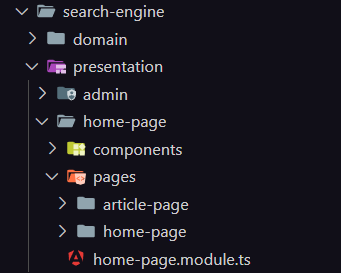 search-engine
domain
presentation
admin
home-page
components
pages
article-page
home-page
home-page.module.ts